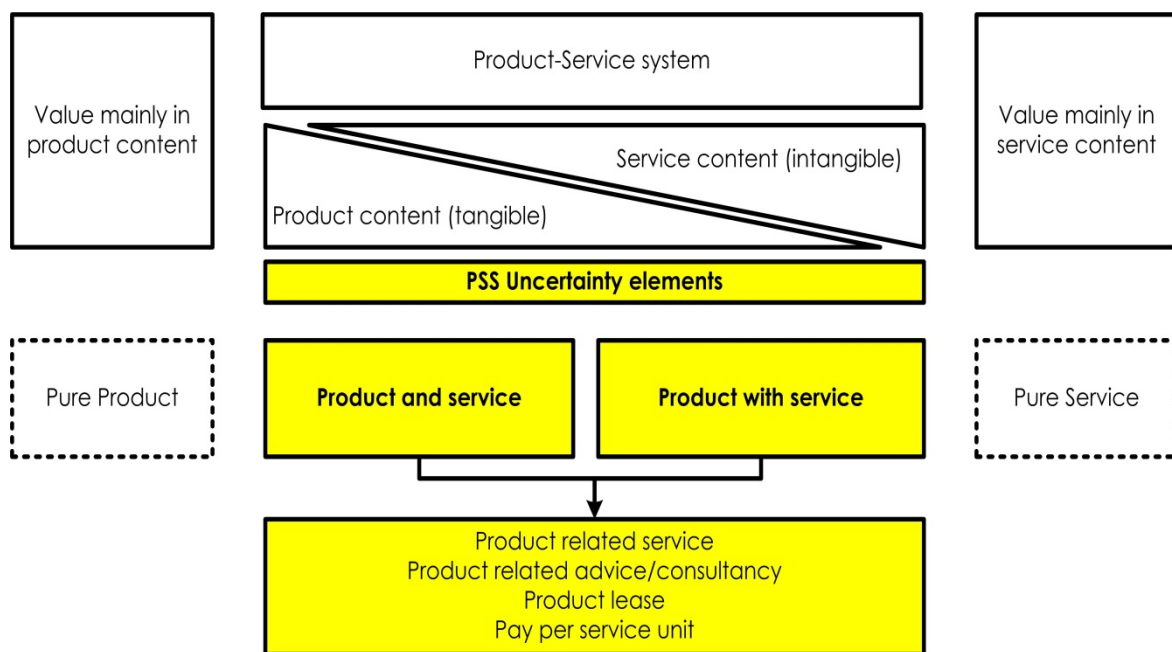 Value mainly in
product content
Product-Service system
Value mainly in
service content
Service content (intangible)
Product content (tangible)
PSS Uncertainty elements
Pure Product
Product and service
Product with service
Pure Service
Product related service
Product related advice/consultancy
Product lease
Pay per service unit